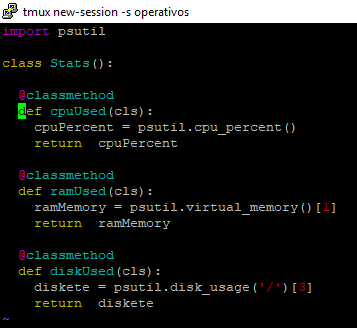 tmux new-session -s operativos
import psutil
class Stats():
@classmethod
def cpuUsed(cls):
cpuPercent = psutil.cpu_percent()
return  cpuPercent
@classmethod
def ramUsed(cls):
ramMemory = psutil.virtual_memory()[1]
return  ramMemory
@classmethod
def diskUsed(cls):
diskete = psutil.disk_usage('/')[3]
return  diskete
~